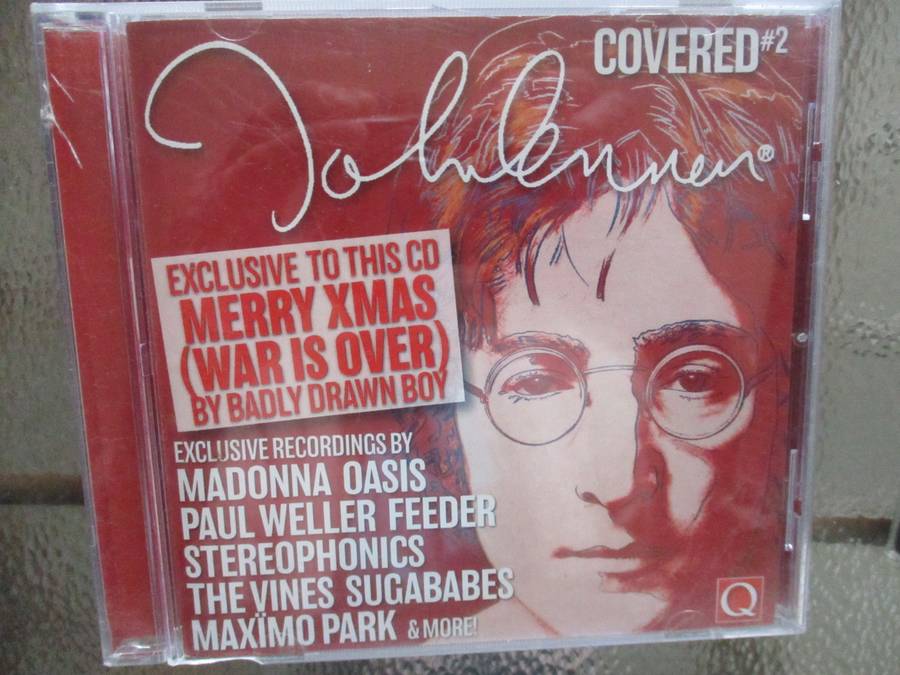 COVERED #2
John Lennon®
EXCLUSIVE TO THIS CD
MERRY XMAS
(WAR IS OVER)
BY BADLY DRAWN BOY
EXCLUSIVE RECORDINGS BY
MADONNA OASIS
PAUL WELLER FEEDER
STEREOPHONICS
THE VINES SUGABABES
MAXÏMO PARK & MORE!
Q